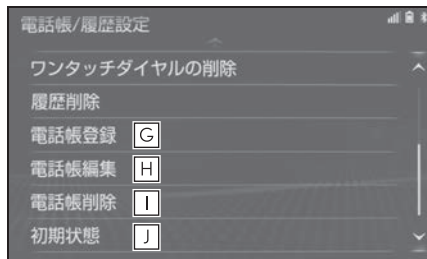 電話帳/履歴設定
ワンタッチダイヤルの削除
履歴削除
電話帳登録 G
電話帳編集 H
電話帳削除 I
初期状態 J